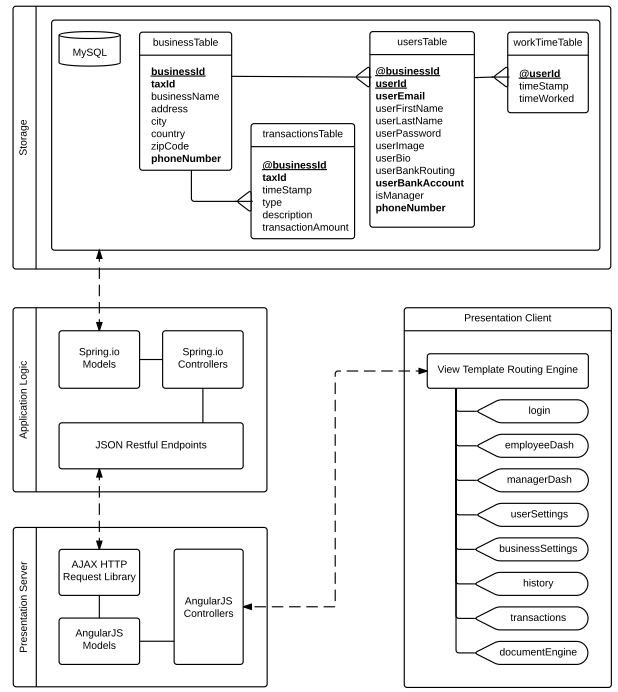 Storage
MySQL
businessTable
businessId
taxId
businessName
address
city
country
zipCode
phoneNumber
transactionsTable
@businessId
taxId
timeStamp
type
description
transactionAmount
usersTable
@businessId
userId
userEmail
userFirstName
userLastName
userPassword
userImage
userBio
userBankRouting
userBankAccount
isManager
phoneNumber
workTimeTable
@userId
timeStamp
timeWorked
Application Logic
Spring.io
Models
Spring.io
Controllers
JSON Restful Endpoints
Presentation Server
AJAX HTTP
Request Library
AngularJS
Models
AngularJS
Controllers
Presentation Client
View Template Routing Engine
login
employeeDash
managerDash
userSettings
businessSettings
history
transactions
documentEngine